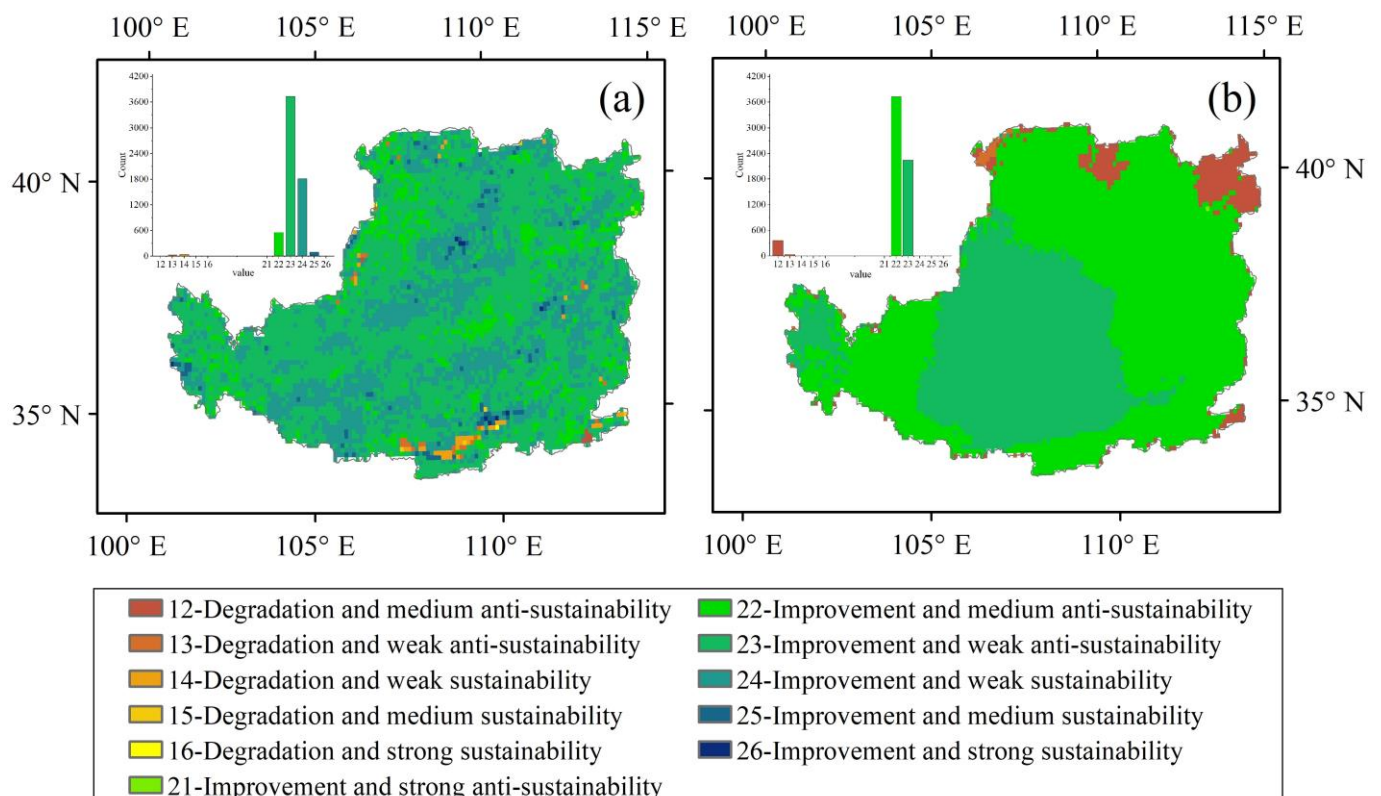 100° E 105° E 110° E 115° E 100° E 105° E 110° E 115° E
(a) (b)
4200 4200
3600 3600
3000 3000
2400 2400
1800 1800
1200 1200
600 600
0 0
Count Count
12 13 14 15 16 21 22 23 24 25 26 12 13 14 15 16 21 22 23 24 25 26
value value
40° N 40° N
35° N 35° N
100° E 105° E 110° E 100° E 105° E 110° E
12-Degradation and medium anti-sustainability
13-Degradation and weak anti-sustainability
14-Degradation and weak sustainability
15-Degradation and medium sustainability
16-Degradation and strong sustainability
21-Improvement and strong anti-sustainability
22-Improvement and medium anti-sustainability
23-Improvement and weak anti-sustainability
24-Improvement and weak sustainability
25-Improvement and medium sustainability
26-Improvement and strong sustainability